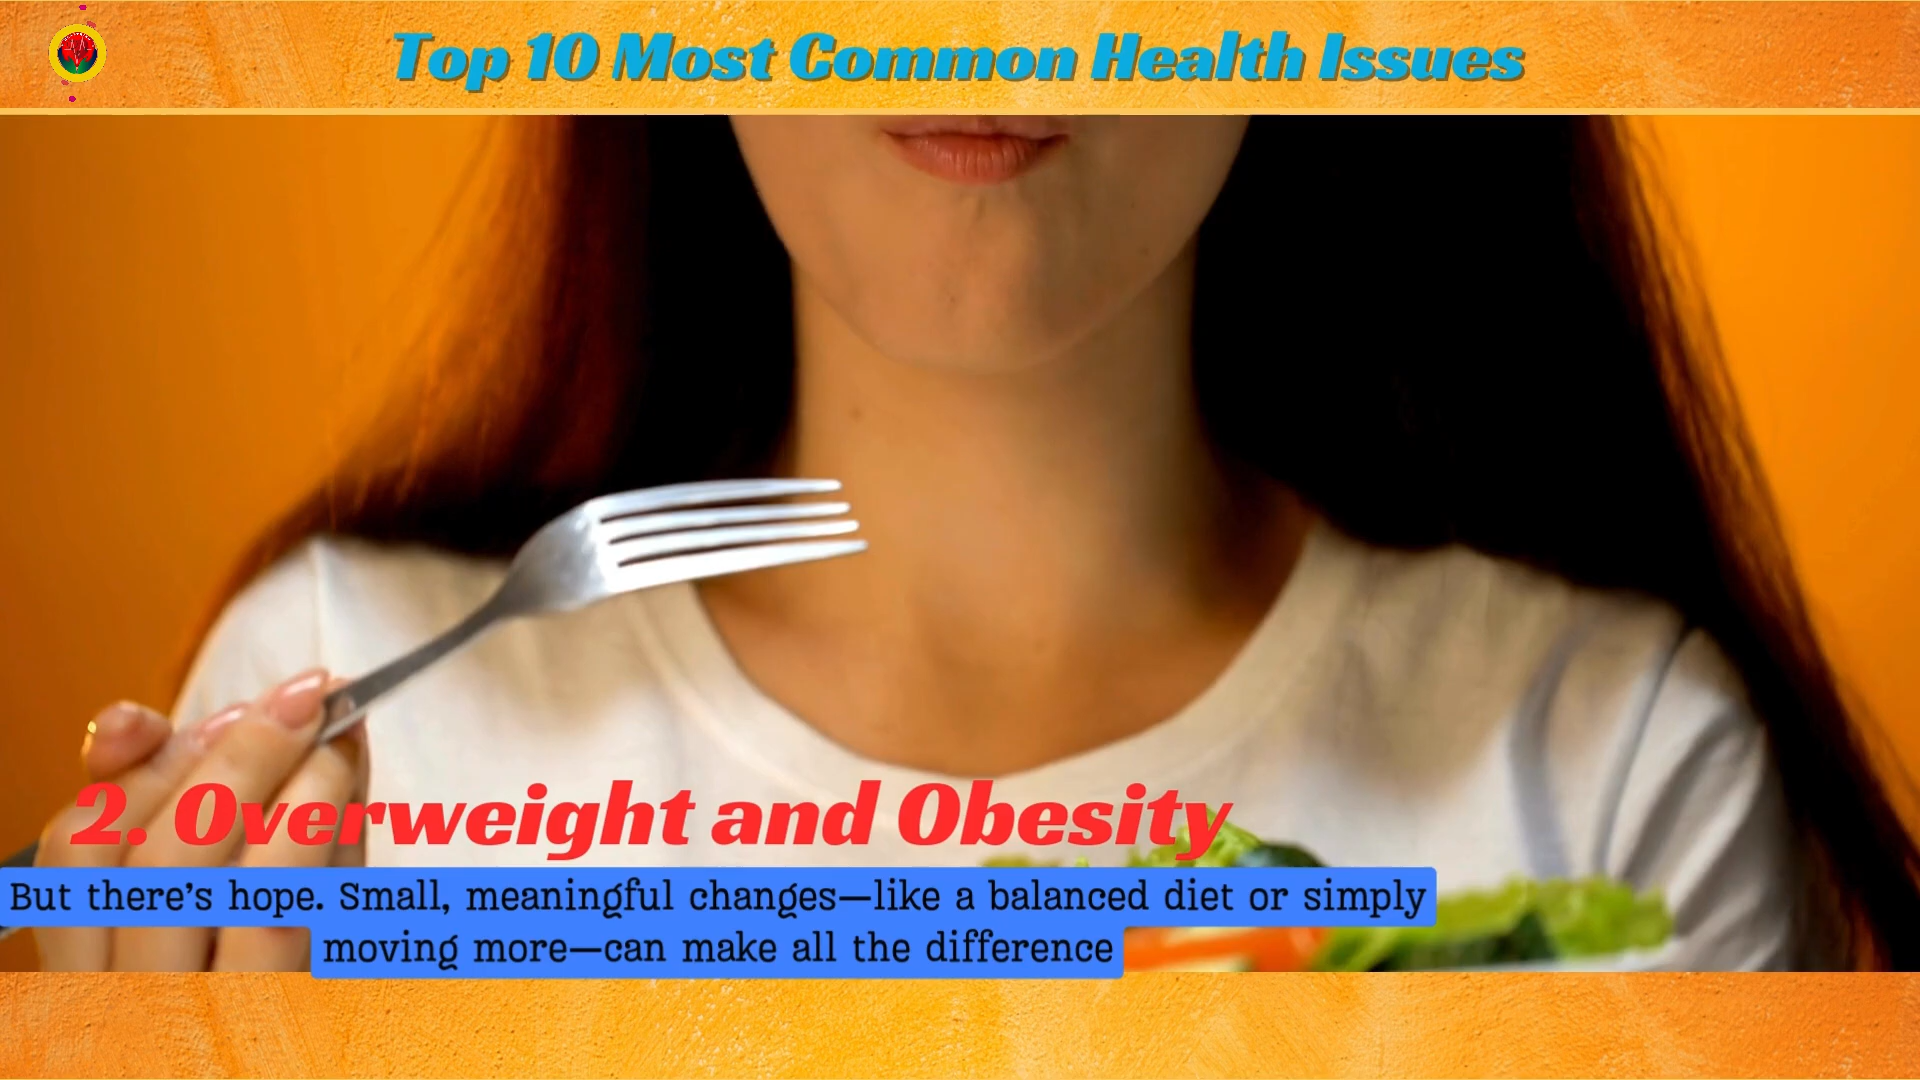 Top 10 Most Common Health Issues
2. Overweight and Obesity
But there’s hope. Small, meaningful changes—like a balanced diet or simply
moving more—can make all the difference